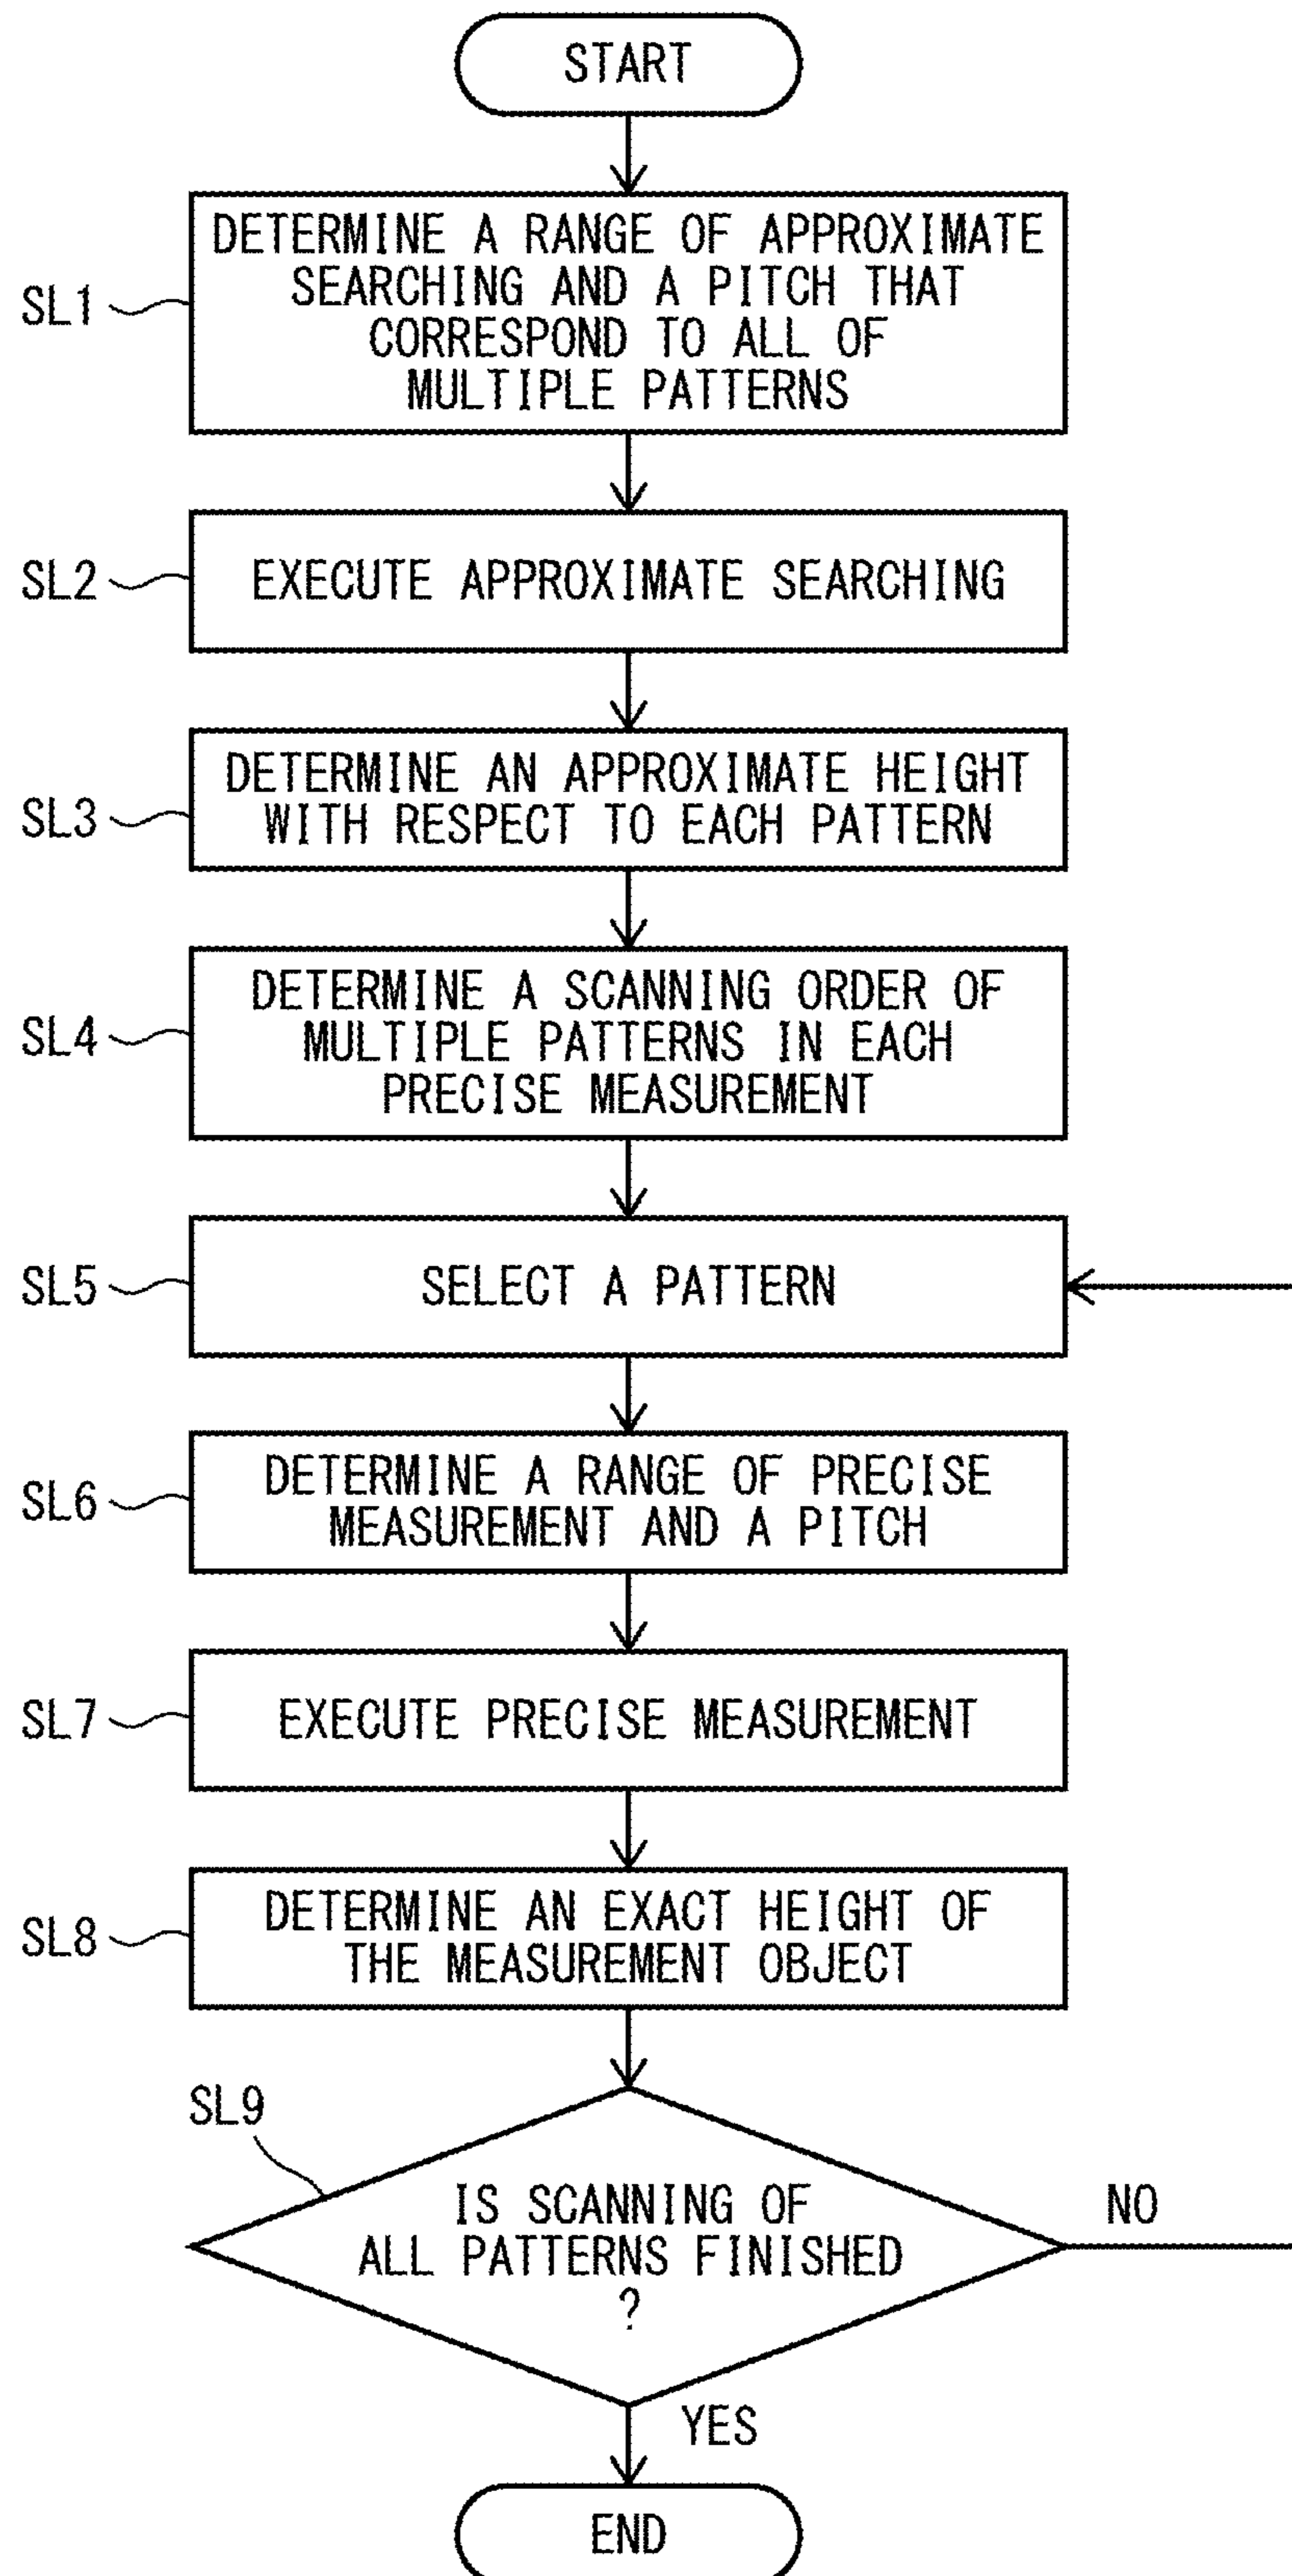 START
SL1
DETERMINE A RANGE OF APPROXIMATE
SEARCHING AND A PITCH THAT
CORRESPOND TO ALL OF
MULTIPLE PATTERNS
SL2
EXECUTE APPROXIMATE SEARCHING
SL3
DETERMINE AN APPROXIMATE HEIGHT
WITH RESPECT TO EACH PATTERN
SL4
DETERMINE A SCANNING ORDER OF
MULTIPLE PATTERNS IN EACH
PRECISE MEASUREMENT
SL5
SELECT A PATTERN
SL6
DETERMINE A RANGE OF PRECISE
MEASUREMENT AND A PITCH
SL7
EXECUTE PRECISE MEASUREMENT
SL8
DETERMINE AN EXACT HEIGHT OF
THE MEASUREMENT OBJECT
SL9
IS SCANNING OF
ALL PATTERNS FINISHED
?
NO
YES
END